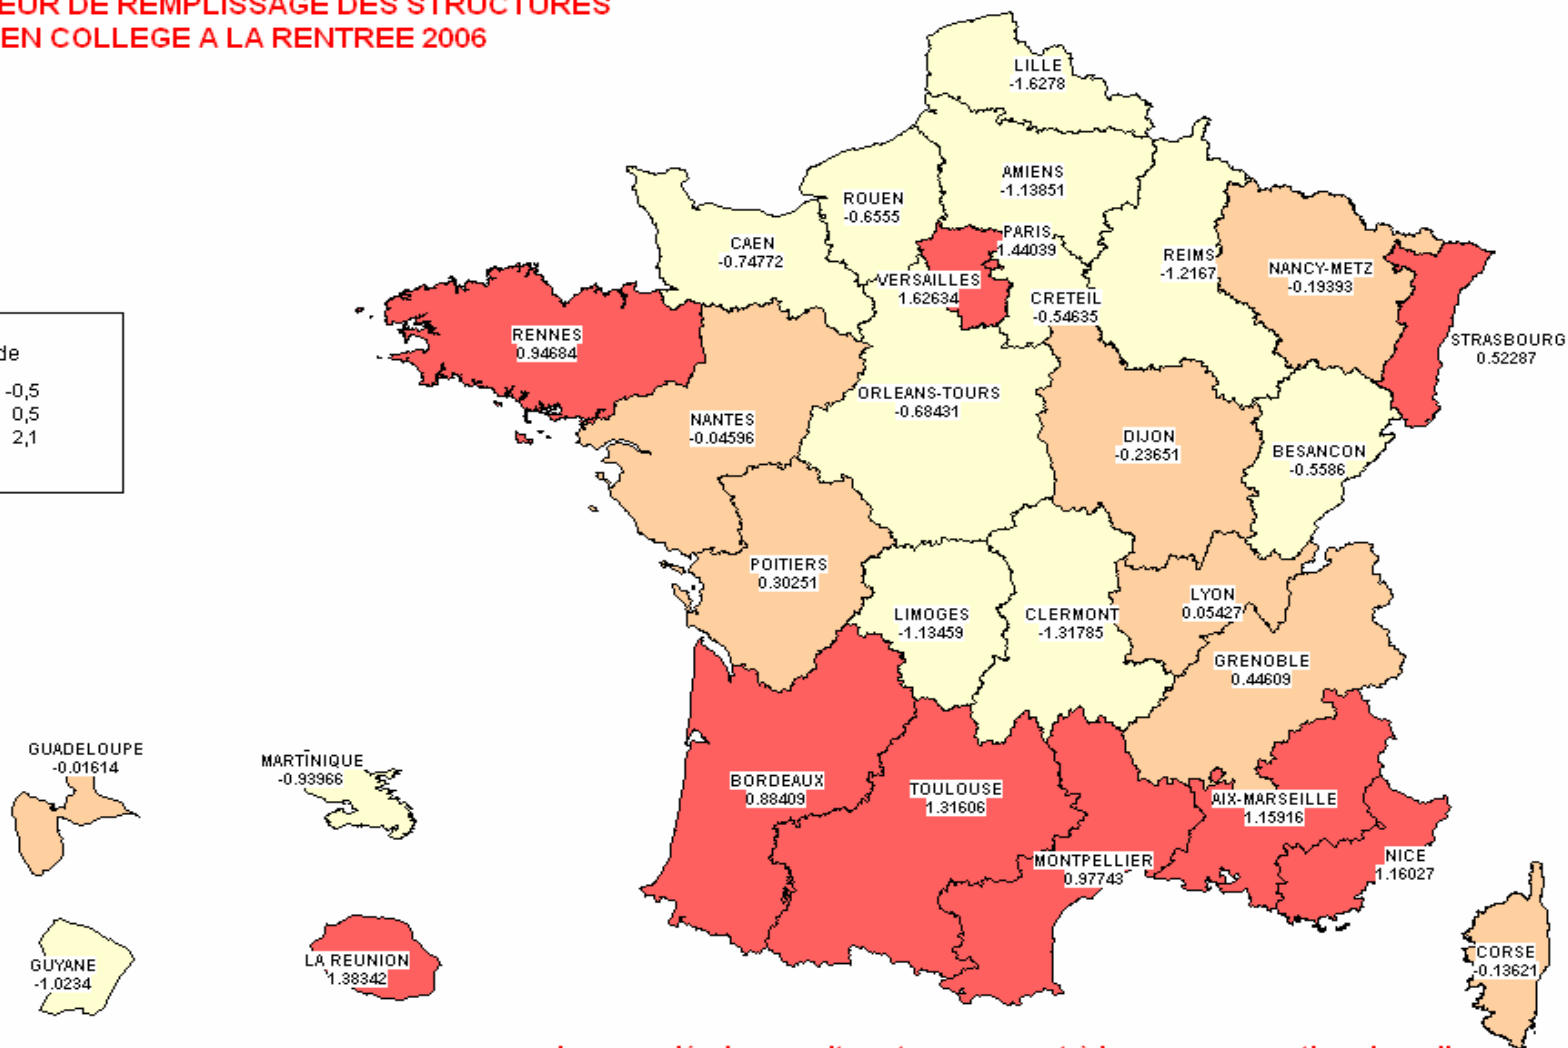 EUR DE REMPLISSAGE DES STRUCTURES
EN COLLEGE A LA RENTREE 2006
LILLE
-1.6278
AMIENS
-1.13851
ROUEN
-0.6555
CAEN
-0.74772
PARIS
1.44039
REIMS
-1.2167
NANCY-METZ
-0.19393
VERSAILLES
1.62634
CRETEIL
-0.54635
RENNES
0.94684
STRASBOURG
0.52287
de
-0,5
0,5
2,1
ORLEANS-TOURS
-0.68431
NANTES
-0.04596
DIJON
-0.23651
BESANCON
-0.5586
POITIERS
0.30251
LIMOGES
-1.13459
CLERMONT
-1.31785
LYON
0.05427
GRENOBLE
0.44609
GUADELOUPE
-0.01614
MARTINIQUE
-0.93966
BORDEAUX
0.88409
TOULOUSE
1.31606
AIX-MARSEILLE
1.15916
MONTPELLIER
0.97743
NICE
1.16027
GUYANE
-1.0234
LA REUNION
1.38342
CORSE
-0.13621